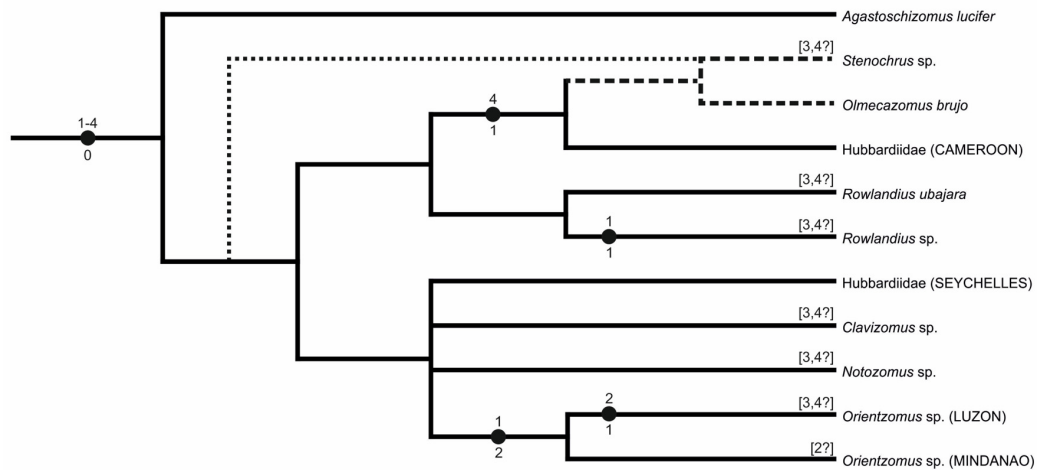 Agastoschizomus lucifer
[3,4?]
Stenochrus sp.
4
1
Olmecazomus brujo
1-4
0
Hubbardiidae (CAMEROON)
[3,4?]
Rowlandius ubajara
1
1
[3,4?]
Rowlandius sp.
Hubbardiidae (SEYCHELLES)
[3,4?]
Clavizomus sp.
[3,4?]
Notozomus sp.
2
1
[3,4?]
Orientzomus sp. (LUZON)
1
2
[2?]
Orientzomus sp. (MINDANAO)